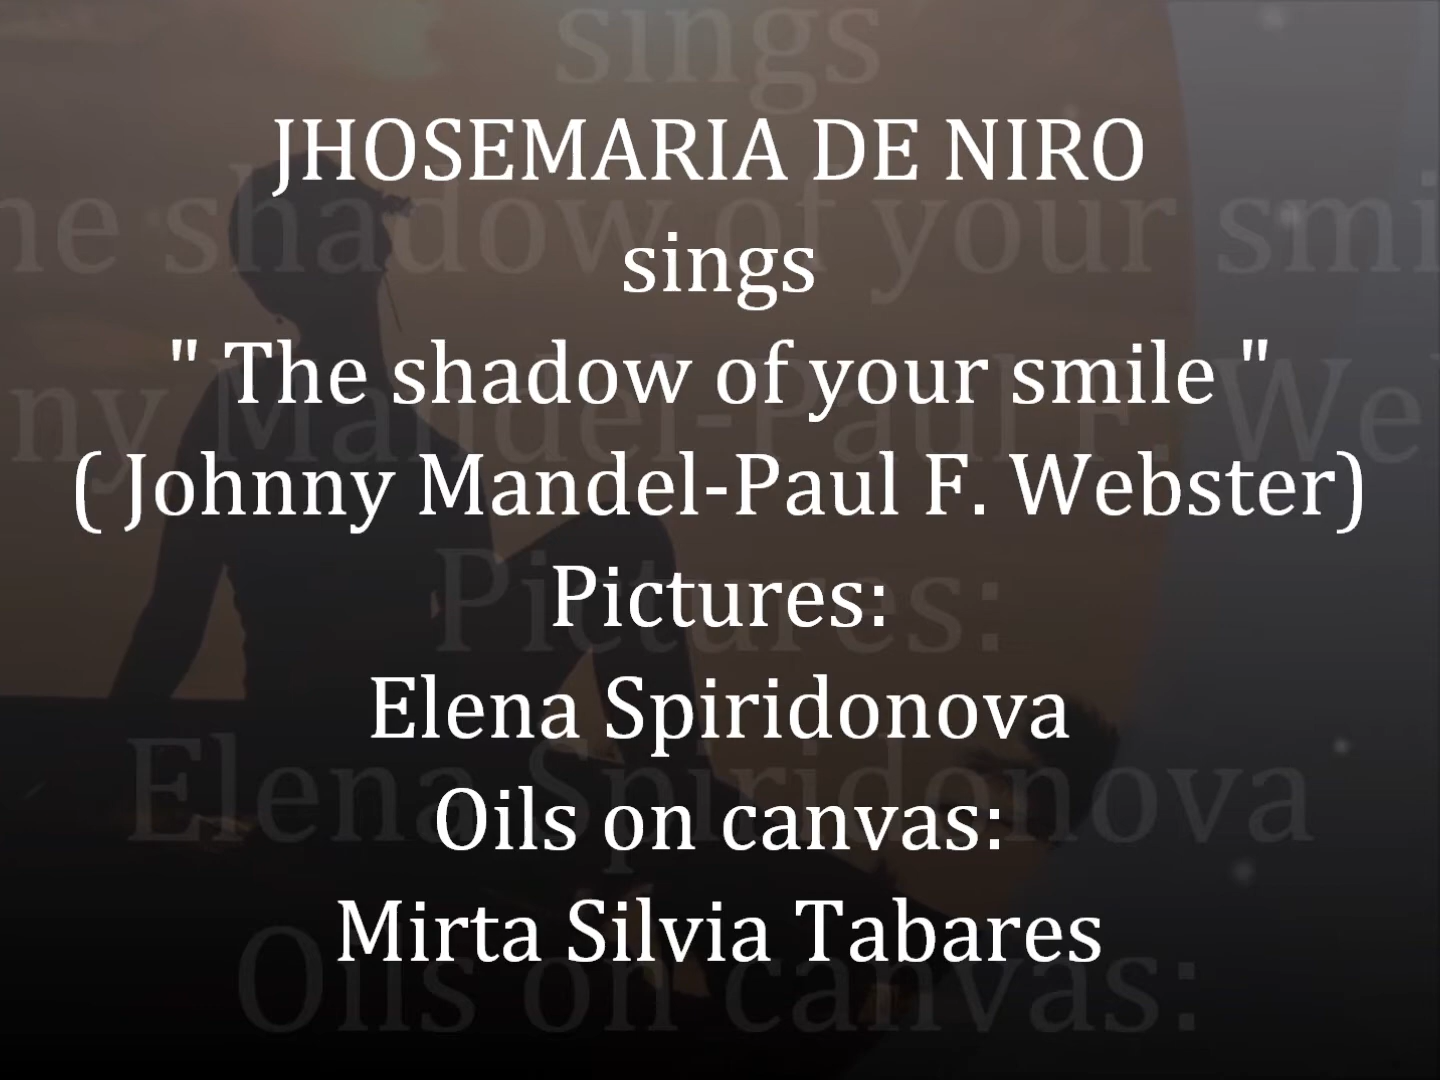 JHOSEMARIA DE NIRO
sings
" The shadow of your smile "
( Johnny Mandel-Paul F. Webster)
Pictures:
Elena Spiridonova
Oils on canvas:
Mirta Silvia Tabares